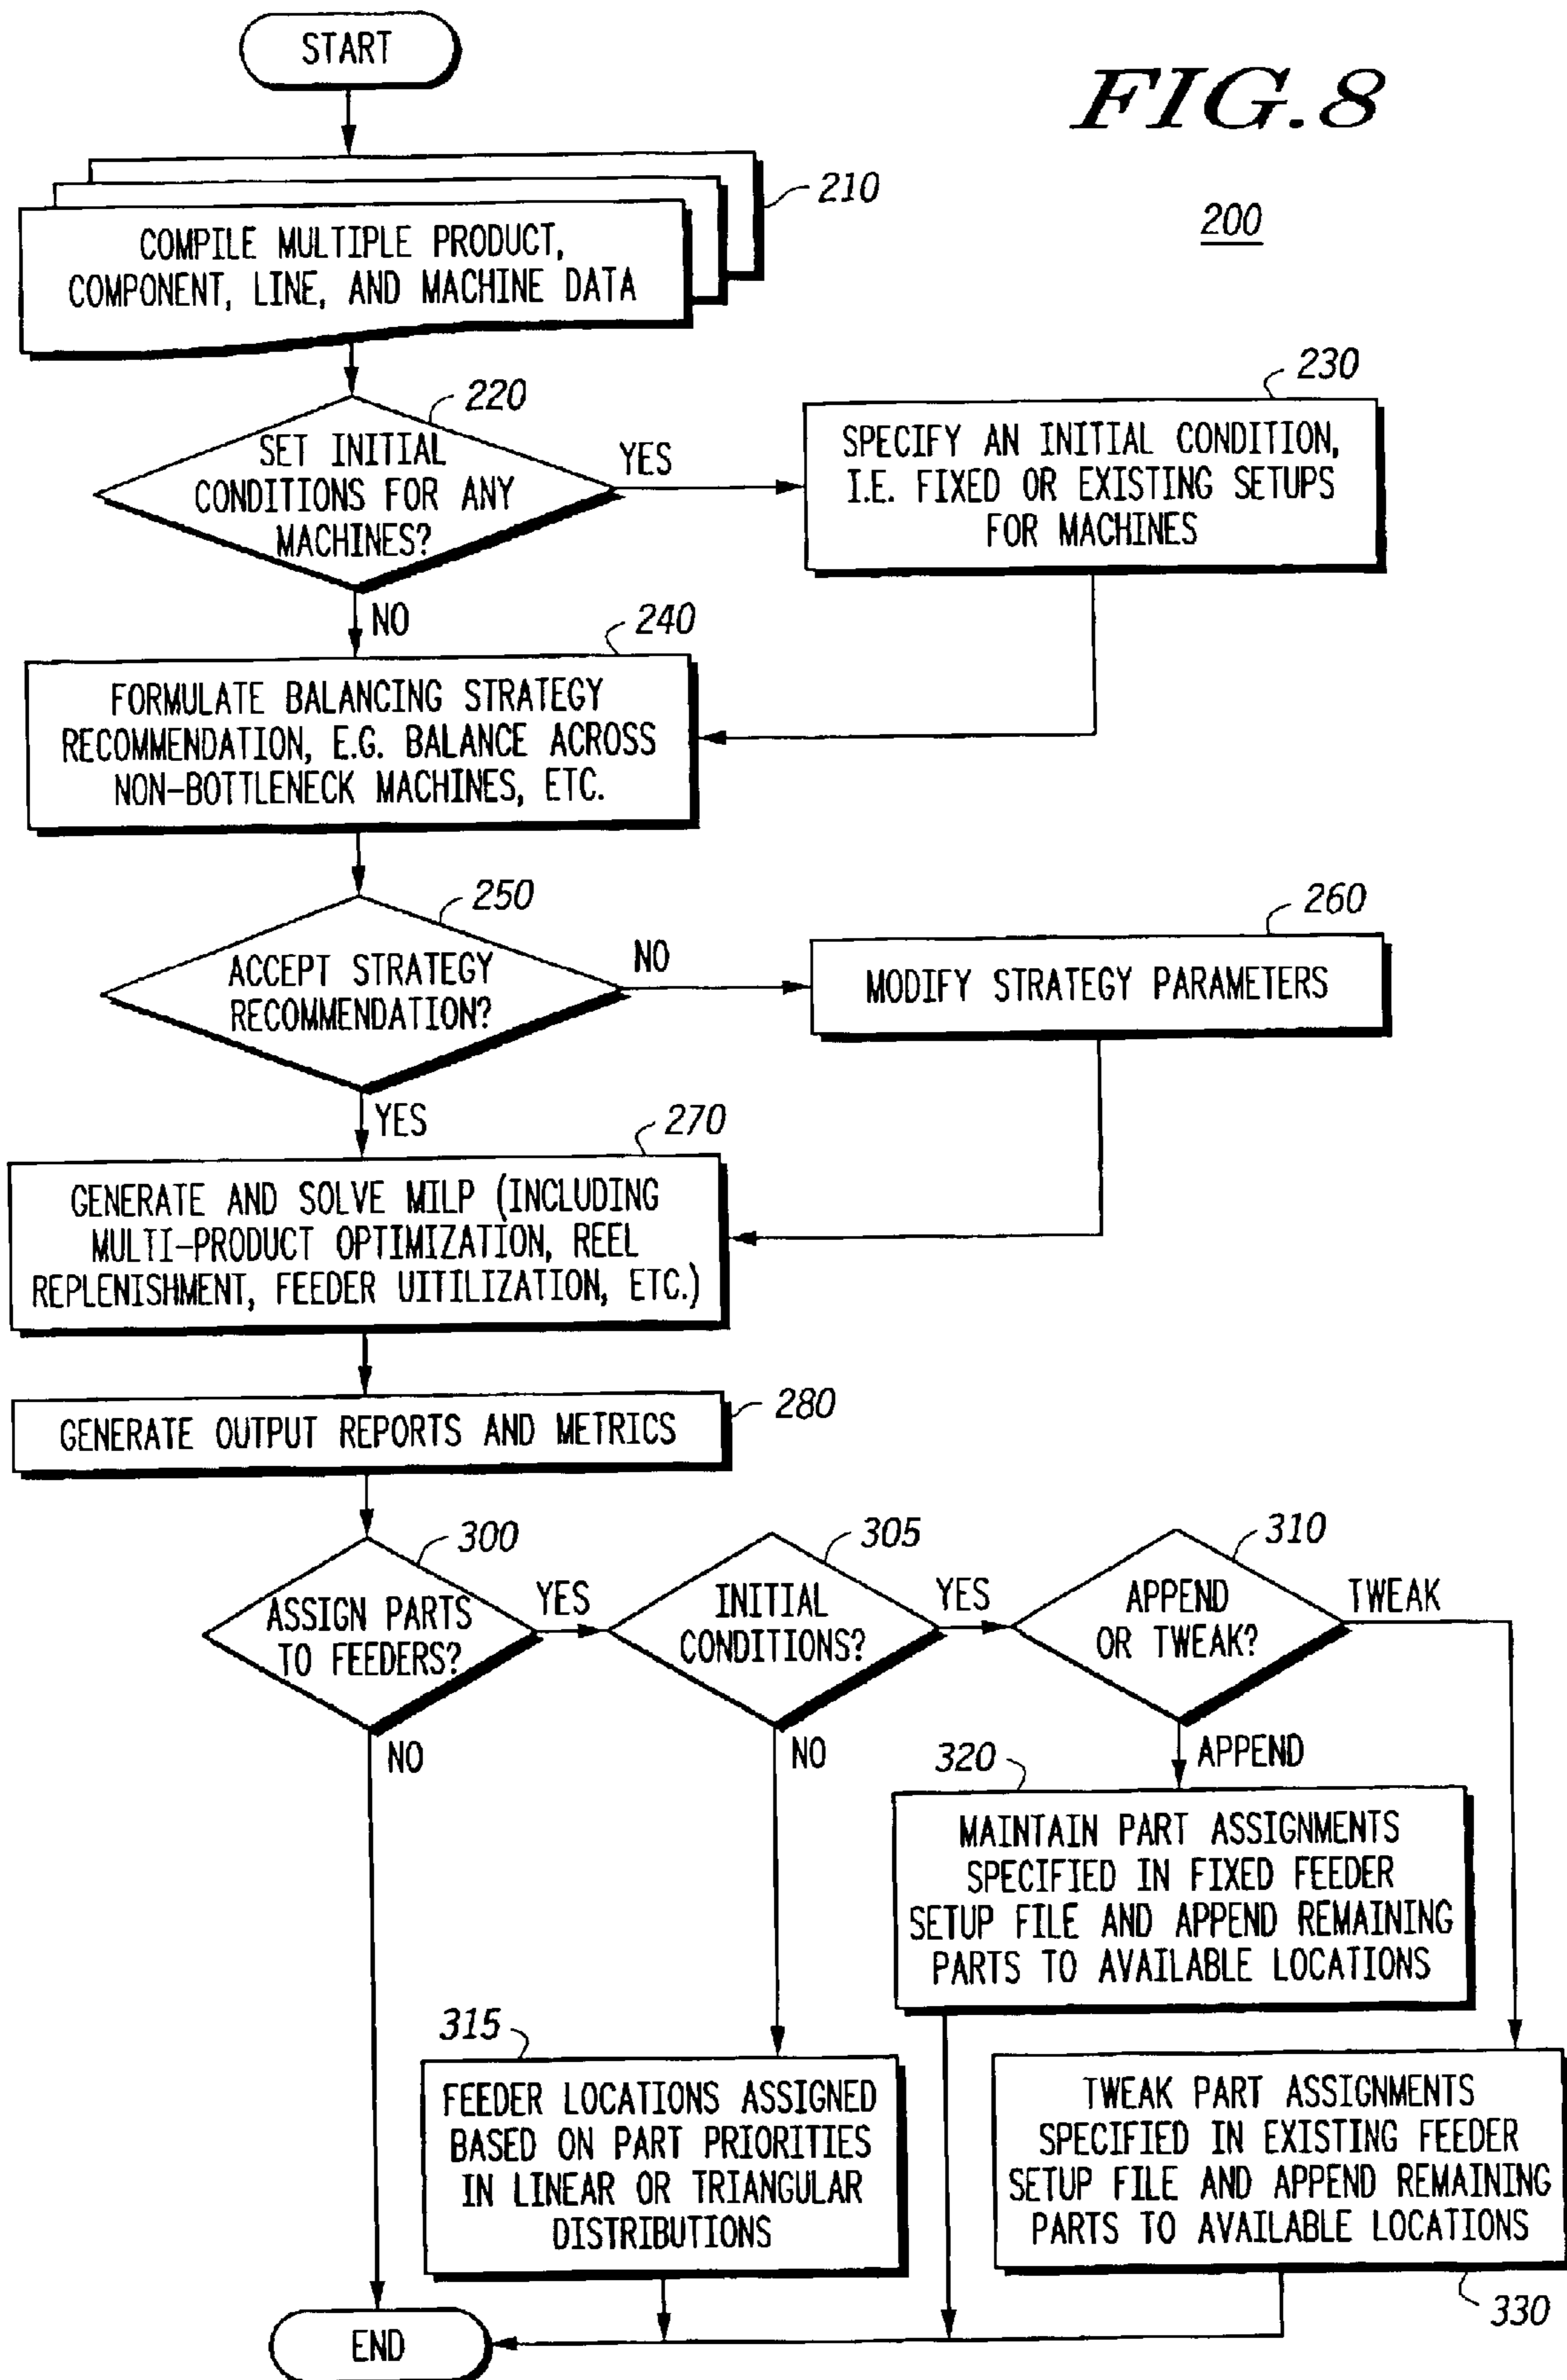 START
FIG.8
200
210
COMPILE MULTIPLE PRODUCT,
COMPONENT, LINE, AND MACHINE DATA
220
SET INITIAL
CONDITIONS FOR ANY
MACHINES?
YES
230
SPECIFY AN INITIAL CONDITION,
I.E. FIXED OR EXISTING SETUPS
FOR MACHINES
NO
240
FORMULATE BALANCING STRATEGY
RECOMMENDATION, E.G. BALANCE ACROSS
NON-BOTTLENECK MACHINES, ETC.
250
ACCEPT STRATEGY
RECOMMENDATION?
NO
260
MODIFY STRATEGY PARAMETERS
YES
270
GENERATE AND SOLVE MILP (INCLUDING
MULTI-PRODUCT OPTIMIZATION, REEL
REPLENISHMENT, FEEDER UITILIZATION, ETC.)
280
GENERATE OUTPUT REPORTS AND METRICS
300
ASSIGN PARTS
TO FEEDERS?
YES
305
INITIAL
CONDITIONS?
YES
310
APPEND
OR TWEAK?
TWEAK
NO
NO
APPEND
320
MAINTAIN PART ASSIGNMENTS
SPECIFIED IN FIXED FEEDER
SETUP FILE AND APPEND REMAINING
PARTS TO AVAILABLE LOCATIONS
315
FEEDER LOCATIONS ASSIGNED
BASED ON PART PRIORITIES
IN LINEAR OR TRIANGULAR
DISTRIBUTIONS
TWEAK PART ASSIGNMENTS
SPECIFIED IN EXISTING FEEDER
SETUP FILE AND APPEND REMAINING
PARTS TO AVAILABLE LOCATIONS
330
END